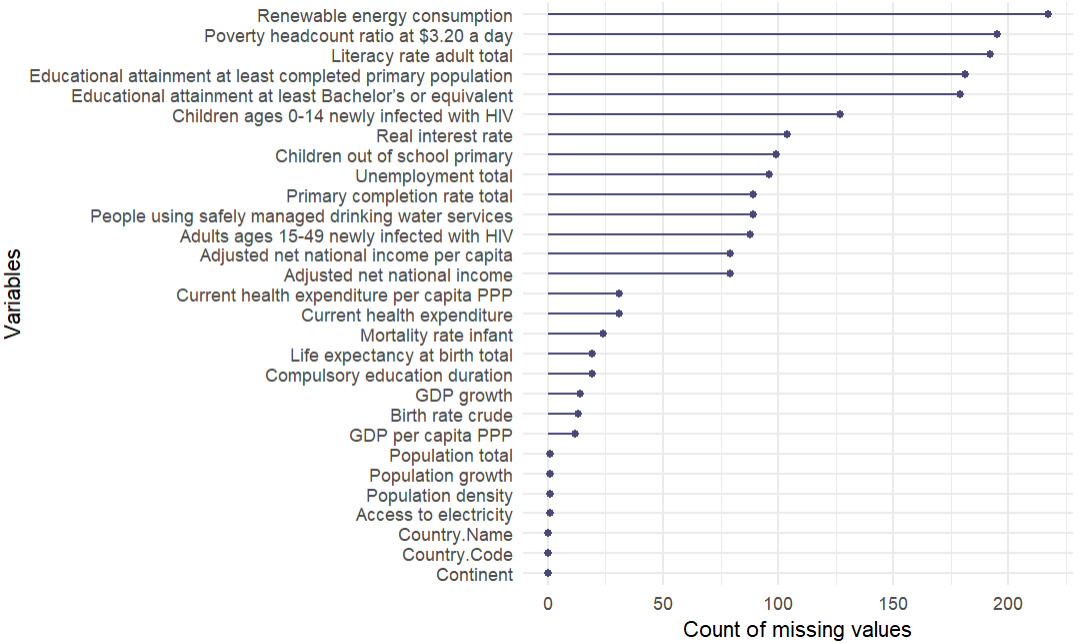 Renewable energy consumption
Poverty headcount ratio at $3.20 a day
Literacy rate adult total
Educational attainment at least completed primary population
Educational attainment at least Bachelor's or equivalent
Children ages 0-14 newly infected with HIV
Real interest rate
Children out of school primary
Unemployment total
Primary completion rate total
People using safely managed drinking water services
Adults ages 15-49 newly infected with HIV
Adjusted net national income per capita
Adjusted net national income
Current health expenditure per capita PPP
Current health expenditure
Mortality rate infant
Life expectancy at birth total
Compulsory education duration
GDP growth
Birth rate crude
GDP per capita PPP
Population total
Population growth
Population density
Access to electricity
Country.Name
Country.Code
Continent
Variables
0 50 100 150 200
Count of missing values